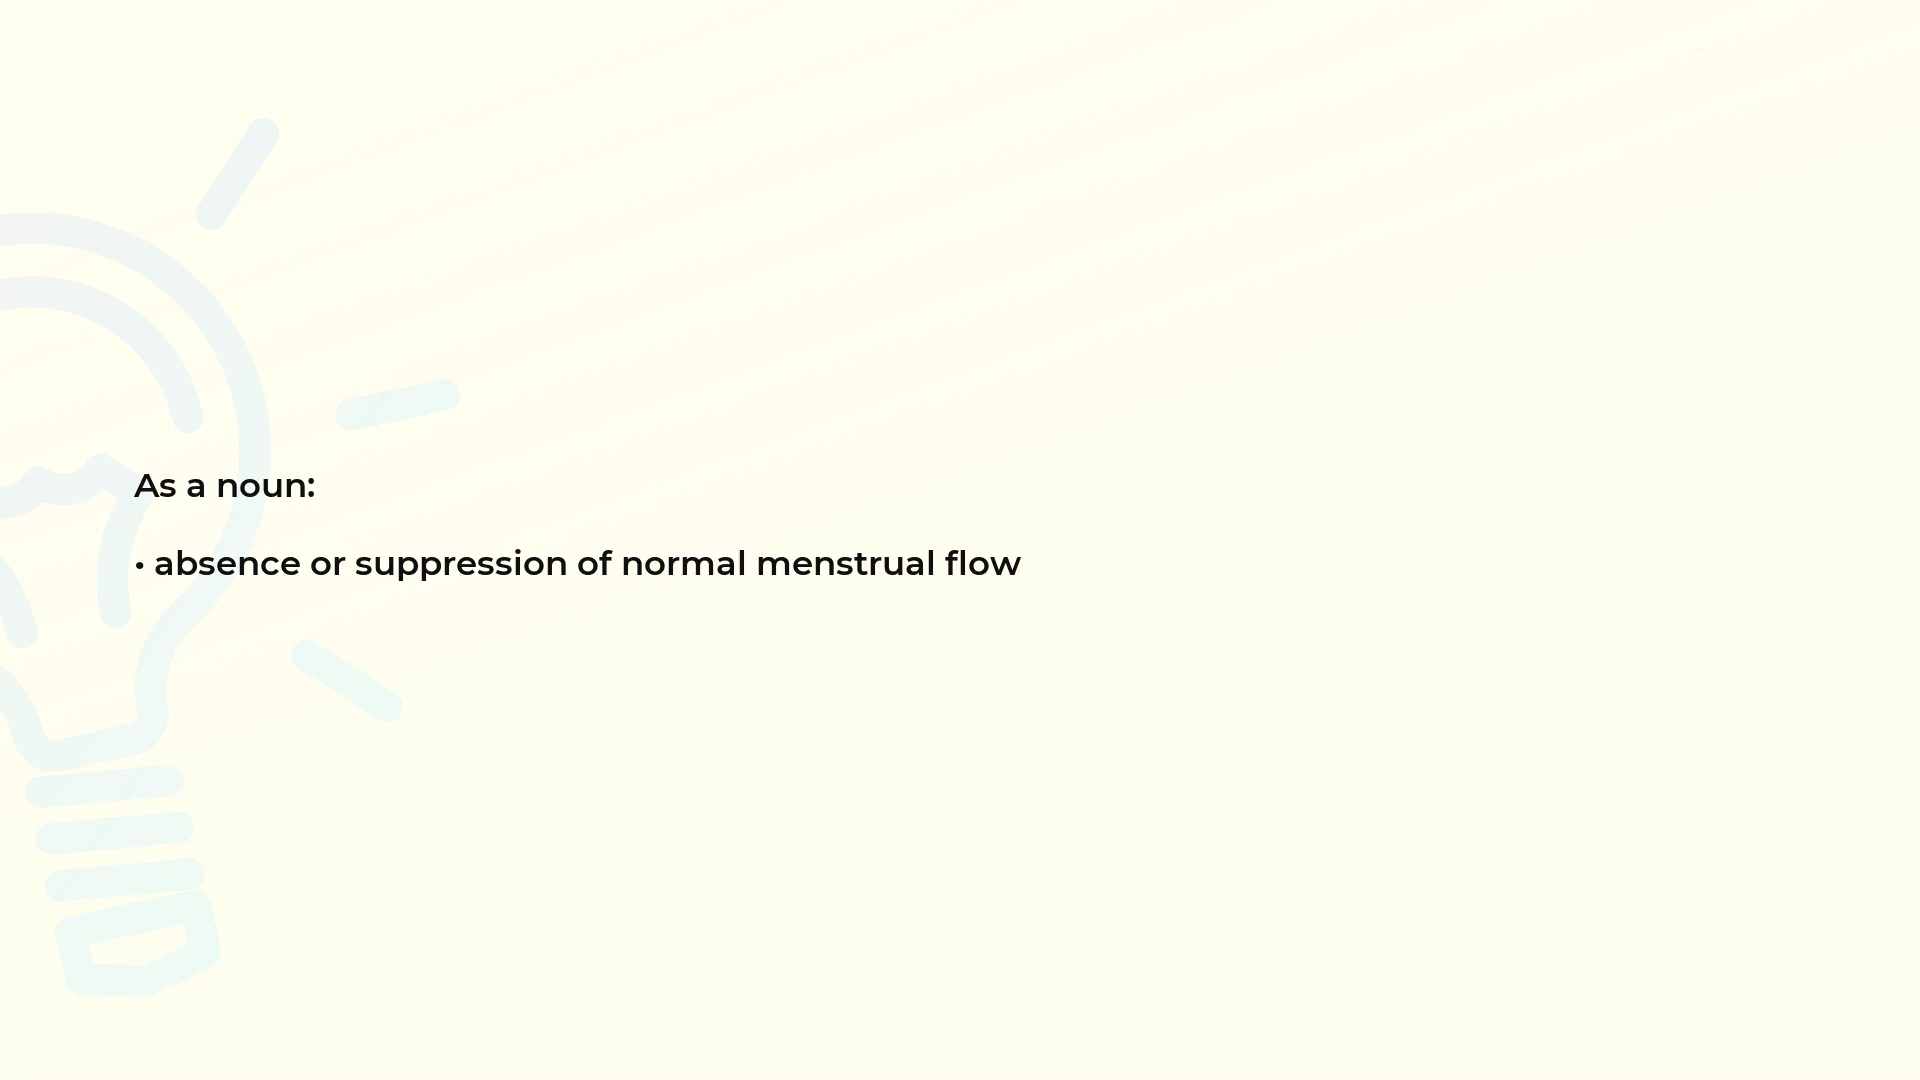 As a noun:
• absence or suppression of normal menstrual flow